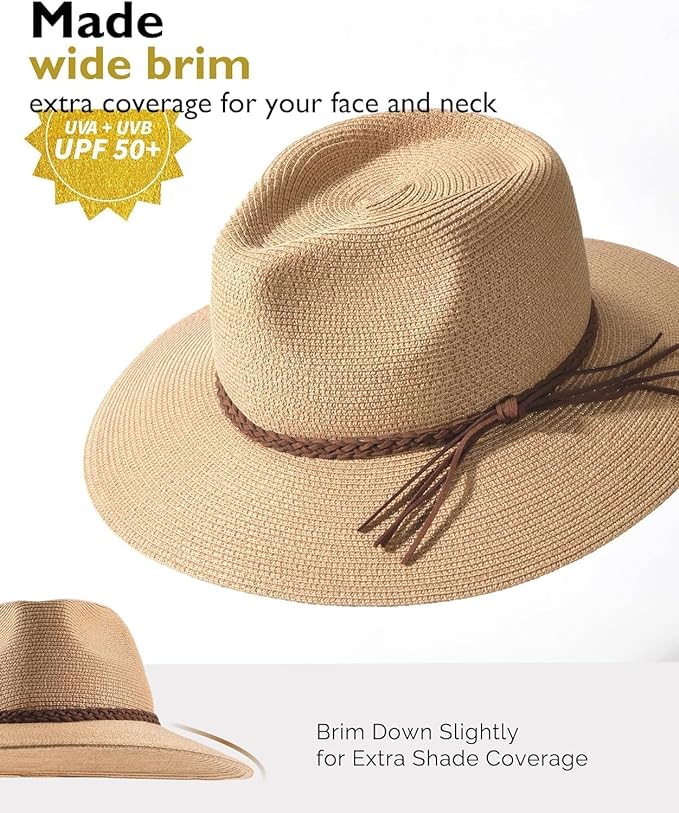 Made
wide brim
extra coverage for your face and neck
UVA + UVB
UPF 50+
Brim Down Slightly
for Extra Shade Coverage